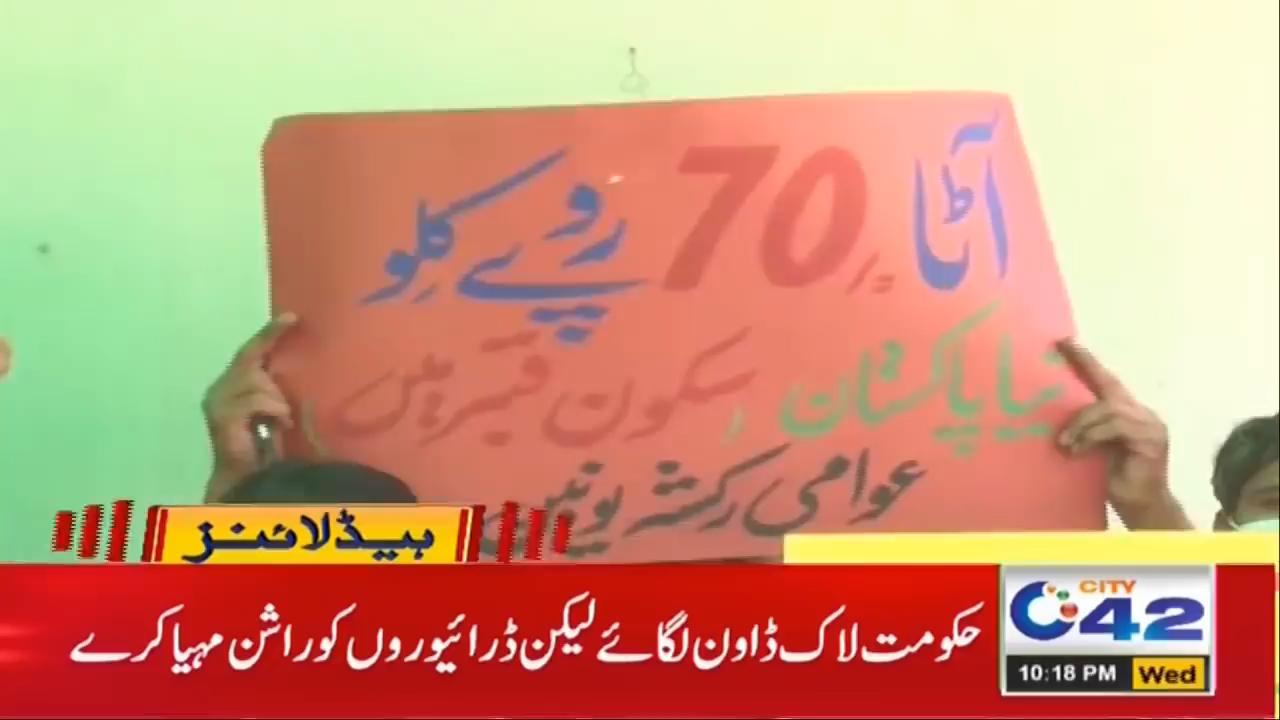 آٹا 70/= روپے کلو
نیا پاکستان (سکون قبر میں)
عوامی رکشہ یونین
ہیڈلائنز
حکومت لاک ڈاون لگائے لیکن ڈرائیوروں کو راشن مہیا کرے
CITY
42
10:18 PM Wed